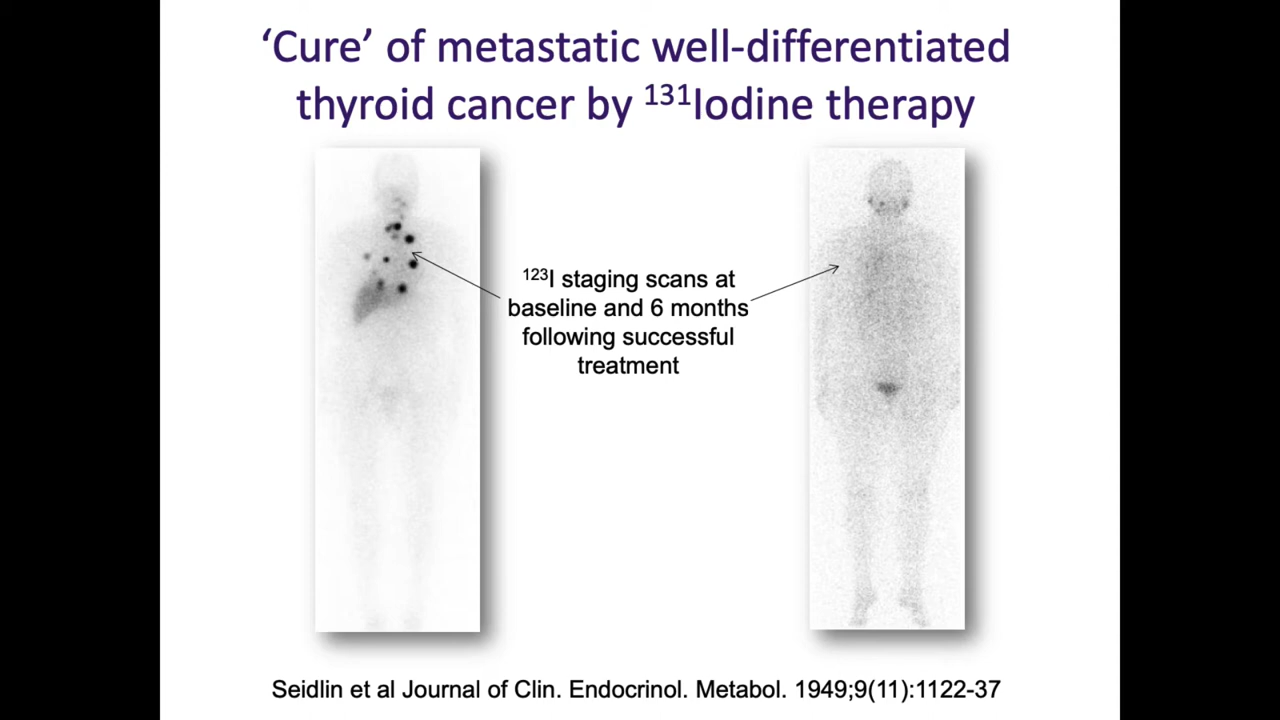 ‘Cure’ of metastatic well-differentiated
thyroid cancer by ¹³¹Iodine therapy
¹²³I staging scans at
baseline and 6 months
following successful
treatment
Seidlin et al Journal of Clin. Endocrinol. Metabol. 1949;9(11):1122-37